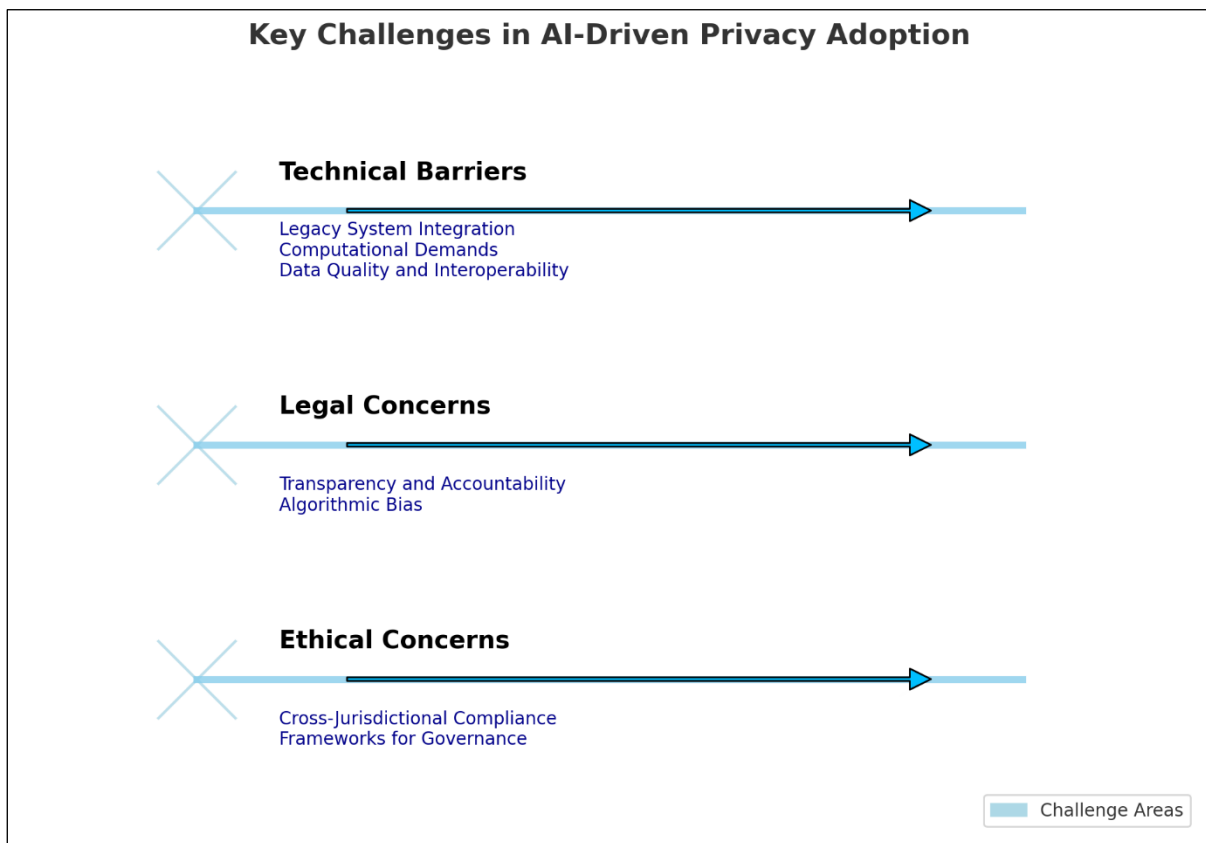 Key Challenges in AI-Driven Privacy Adoption
Technical Barriers
Legacy System Integration
Computational Demands
Data Quality and Interoperability
Legal Concerns
Transparency and Accountability
Algorithmic Bias
Ethical Concerns
Cross-Jurisdictional Compliance
Frameworks for Governance
Challenge Areas